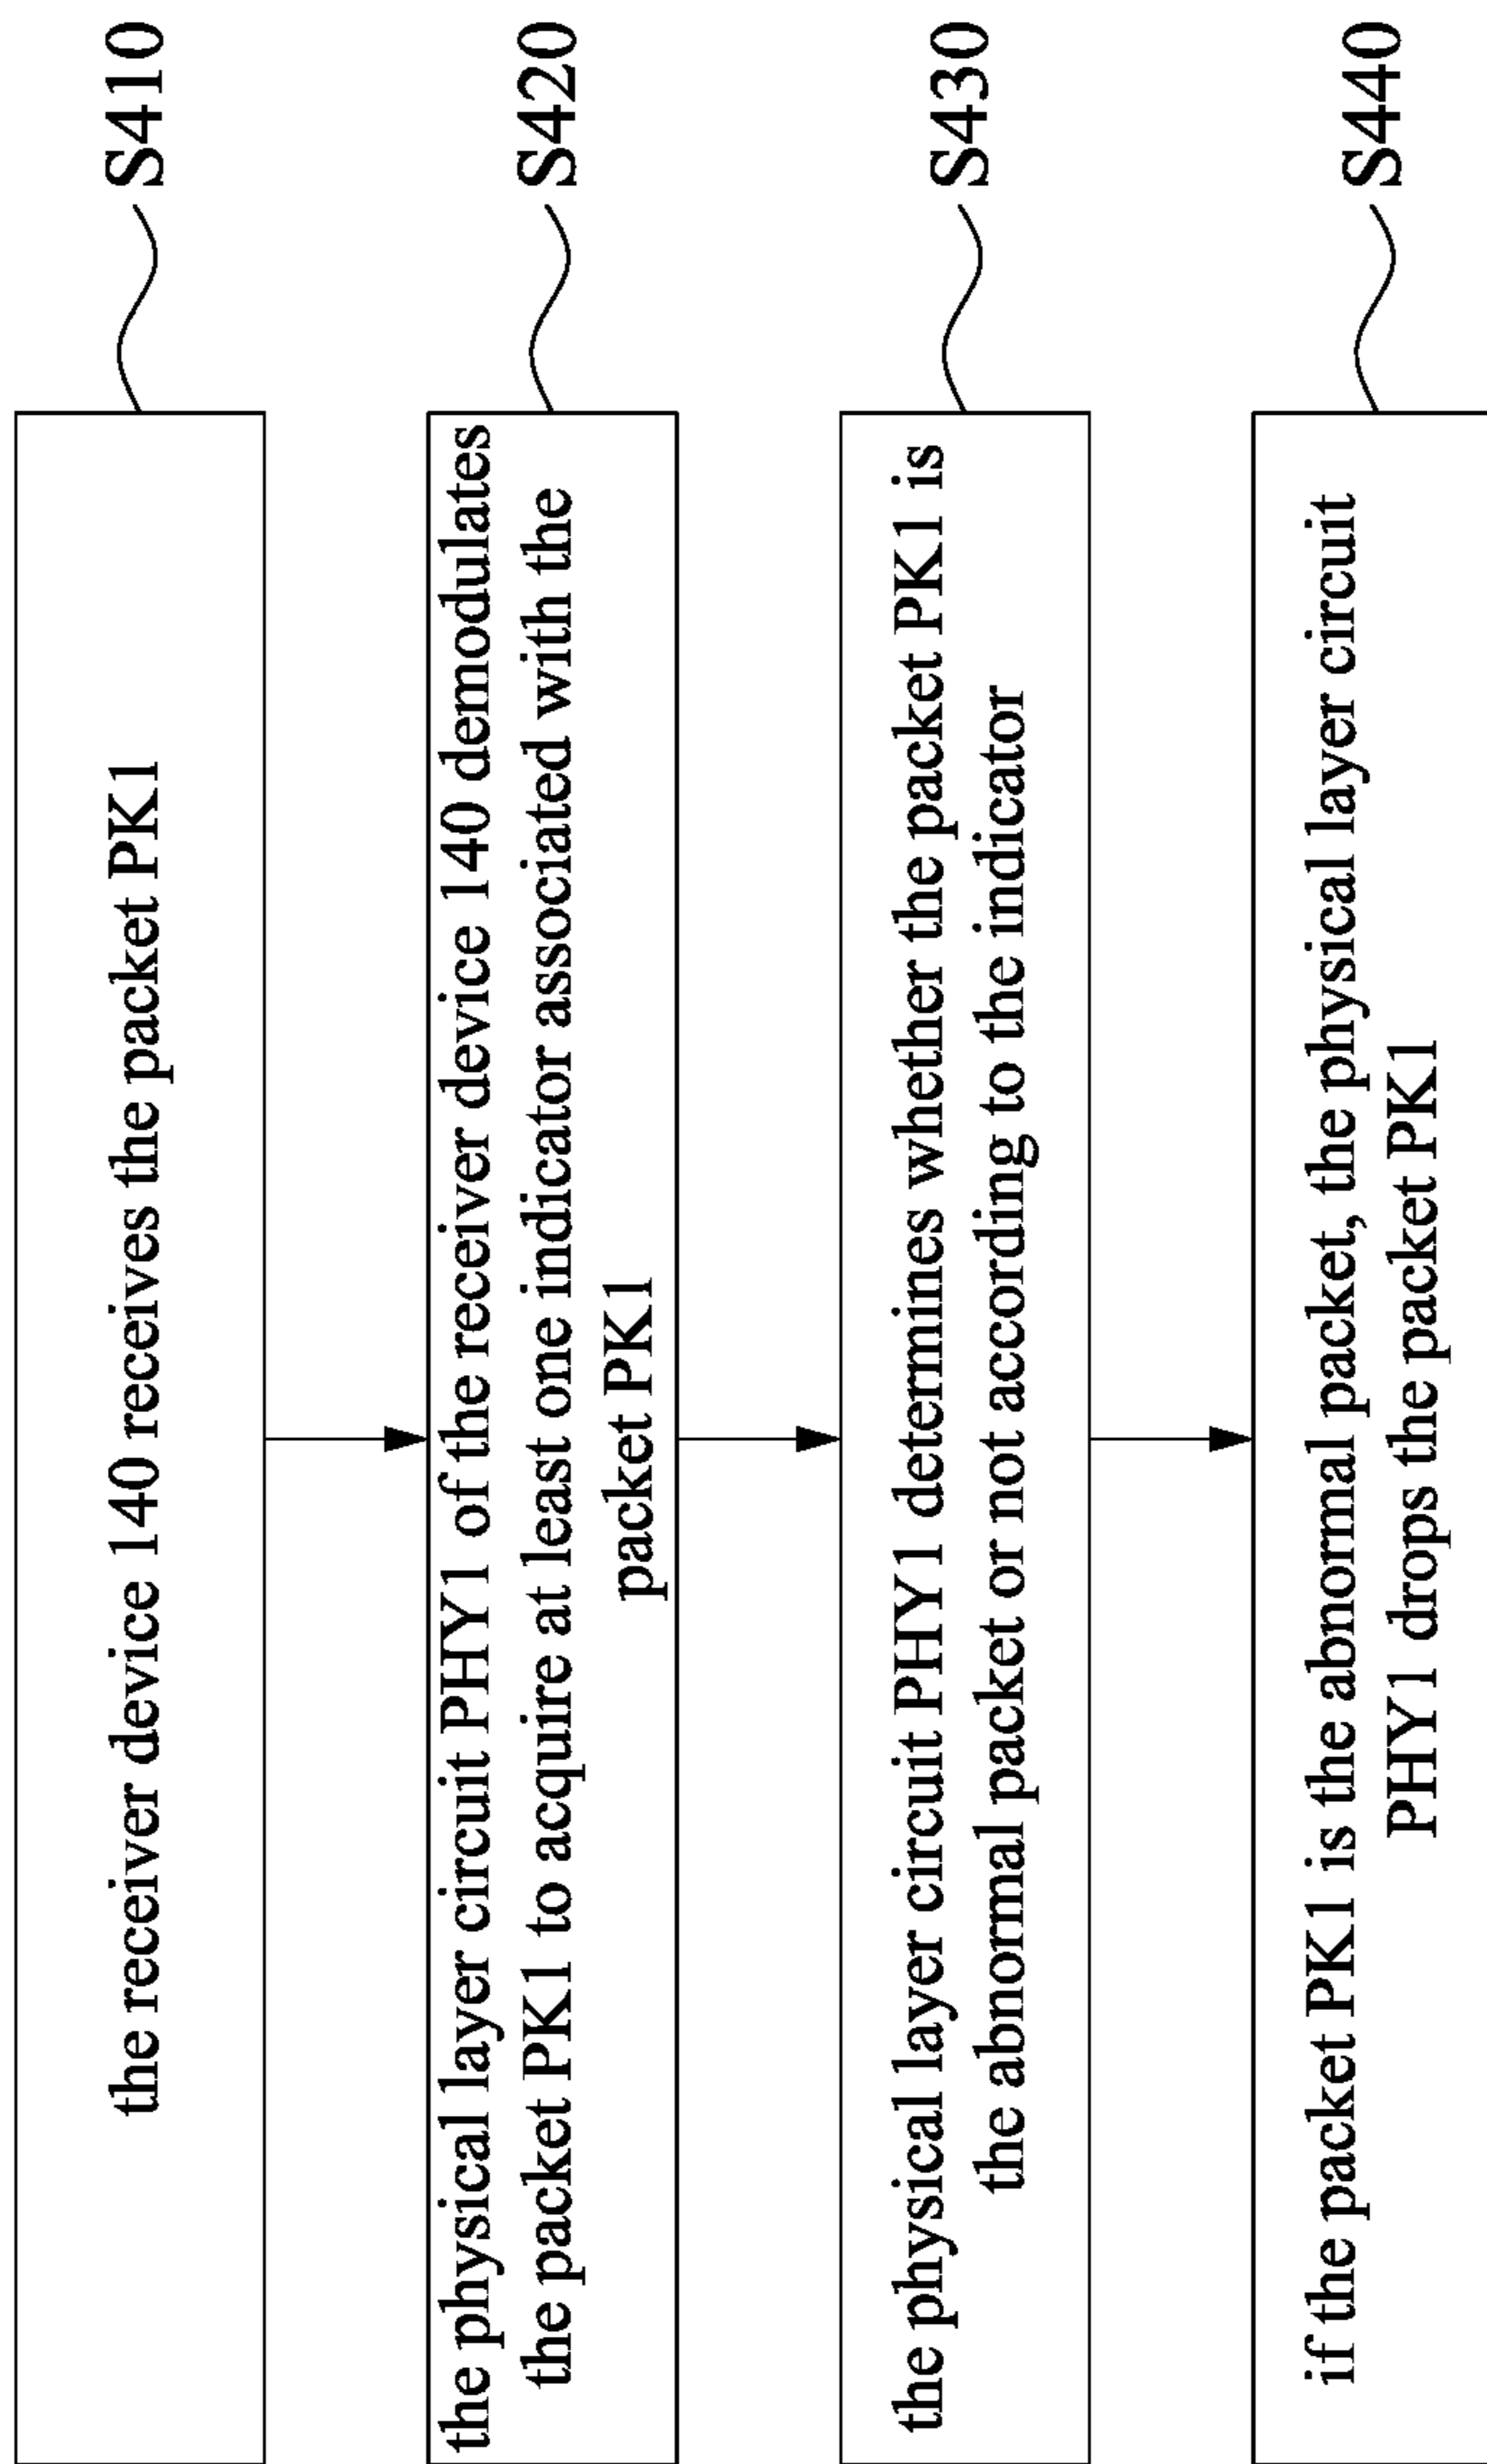 the receiver device 140 receives the packet PK1
S410
the physical layer circuit PHY1 of the receiver device 140 demodulates
the packet PK1 to acquire at least one indicator associated with the
packet PK1
S420
the physical layer circuit PHY1 determines whether the packet PK1 is
the abnormal packet or not according to the indicator
S430
if the packet PK1 is the abnormal packet, the physical layer circuit
PHY1 drops the packet PK1
S440